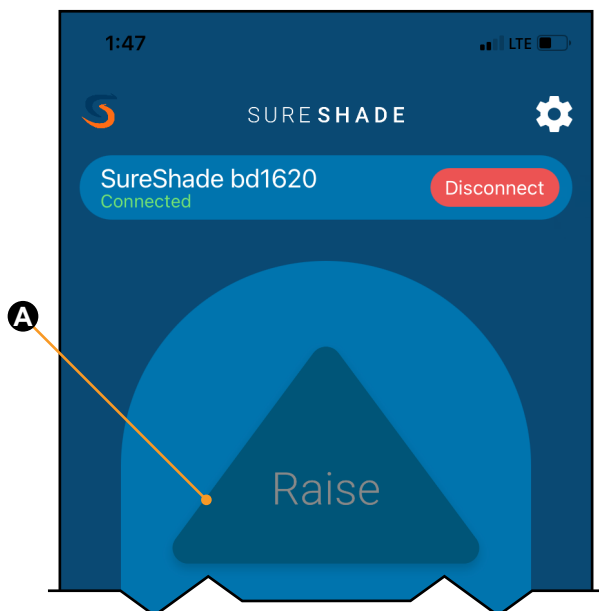 1:47 LTE
SURESHADE
SureShade bd1620
Disconnect
Connected
A
Raise